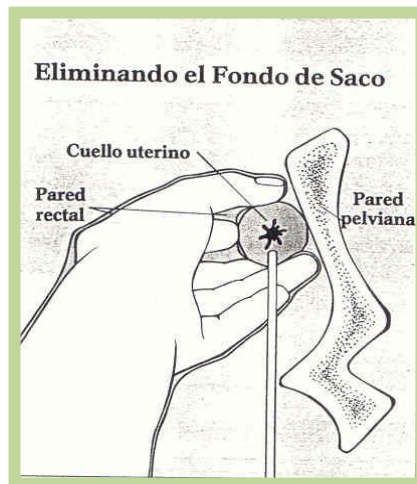 Eliminando el Fondo de Saco
Cuello uterino
Pared
rectal
Pared
pelviana